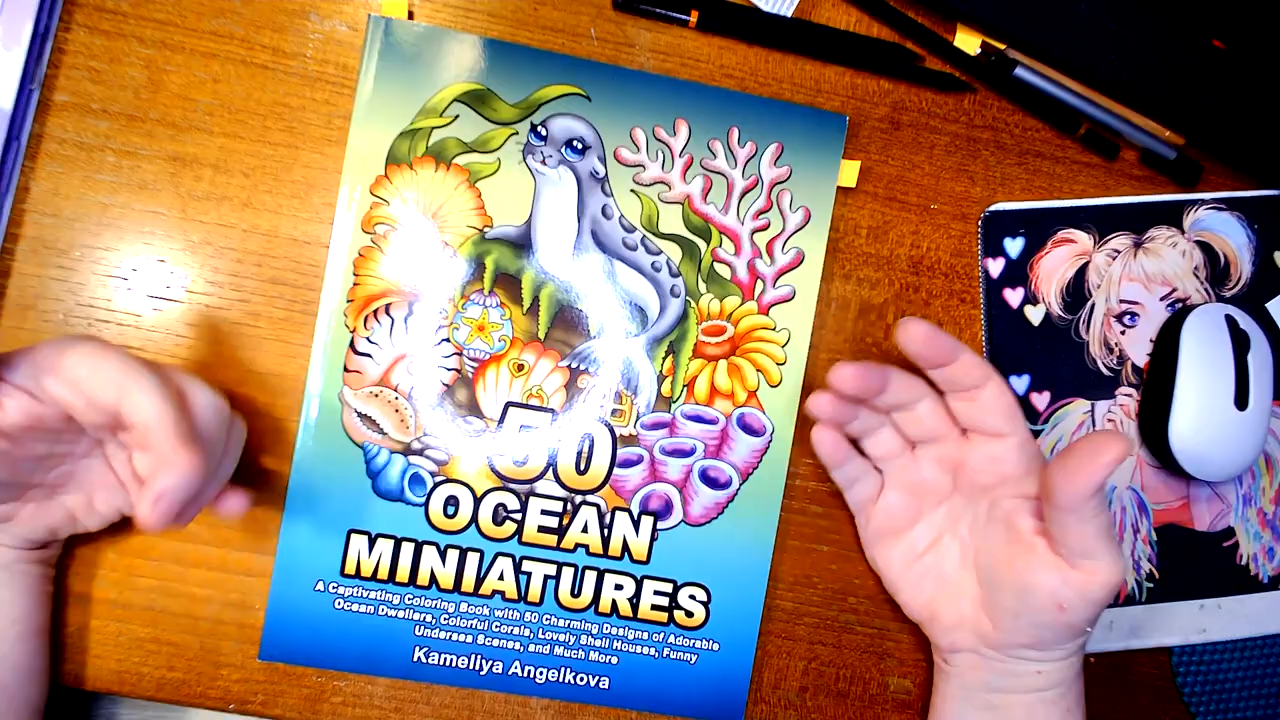 50
OCEAN
MINIATURES
A Captivating Coloring Book with 50 Charming Designs of Adorable
Ocean Dwellers, Colorful Corals, Lovely Shell Houses, Funny
Undersea Scenes, and Much More
Kameliya Angelkova